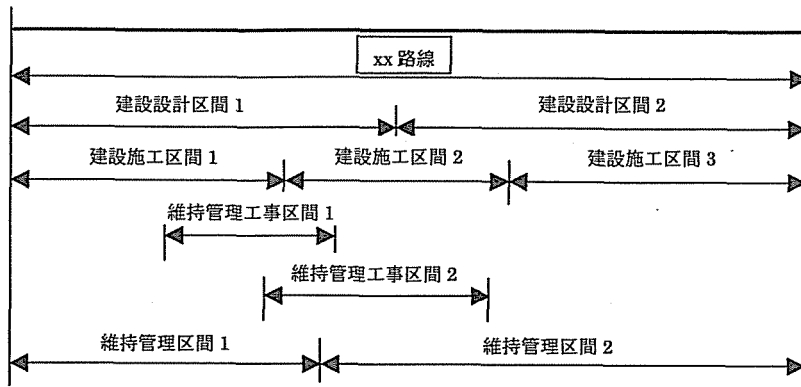 xx 路線
建設設計区間 1 建設設計区間 2
建設施工区間 1 建設施工区間 2 建設施工区間 3
維持管理工事区間 1
維持管理工事区間 2
維持管理区間 1 維持管理区間 2